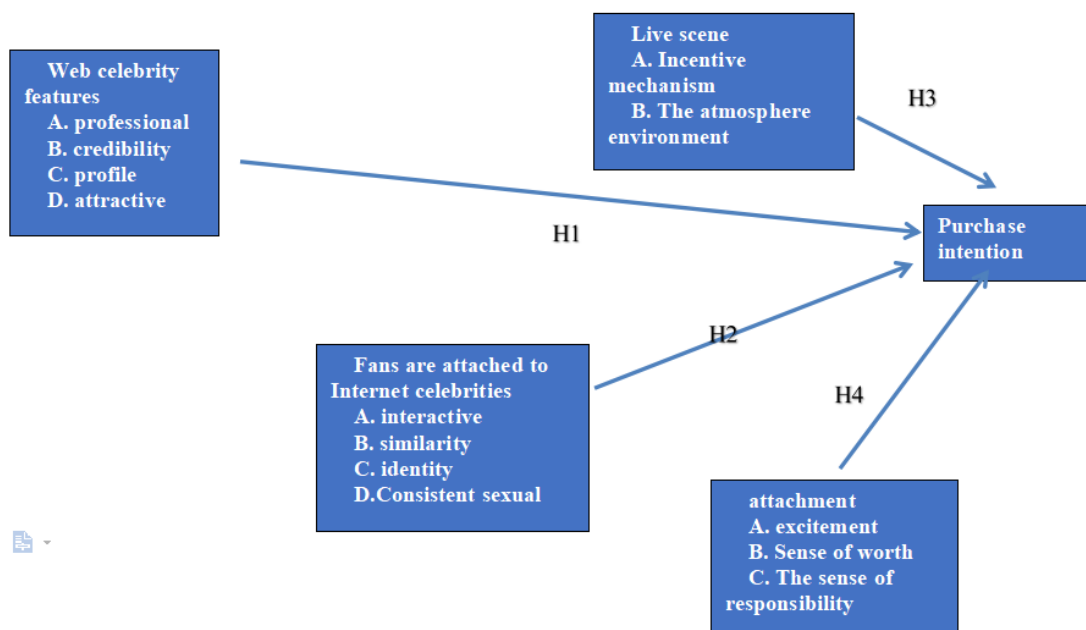 Web celebrity
features
A. professional
B. credibility
C. profile
D. attractive
Live scene
A. Incentive
mechanism
B. The atmosphere
environment
H3
H1
Purchase
intention
H2
Fans are attached to
Internet celebrities
A. interactive
B. similarity
C. identity
D.Consistent sexual
H4
attachment
A. excitement
B. Sense of worth
C. The sense of
responsibility